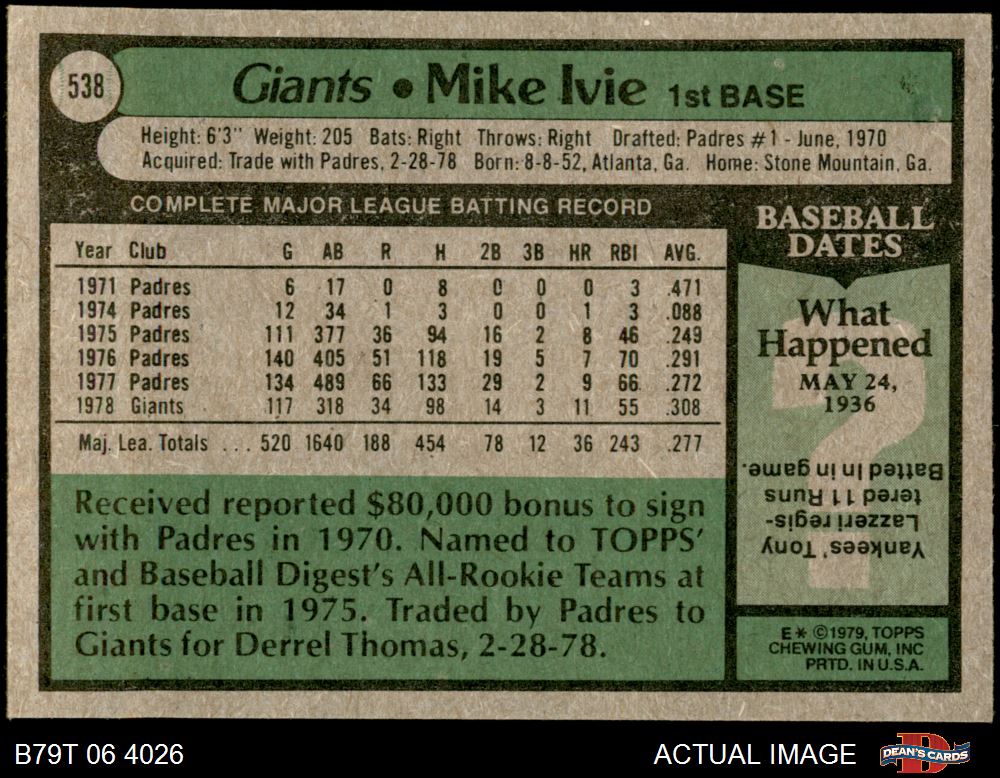 538
Giants • Mike Ivie 1st BASE
Height: 6'3" Weight: 205 Bats: Right Throws: Right Drafted: Padres #1 - June, 1970
Acquired: Trade with Padres, 2-28-78 Born: 8-8-52, Atlanta, Ga. Home: Stone Mountain, Ga.
COMPLETE MAJOR LEAGUE BATTING RECORD
Year Club G AB R H 2B 3B HR RBI AVG.
1971 Padres 6 17 0 8 0 0 0 3 .471
1974 Padres 12 34 1 3 0 0 1 3 .088
1975 Padres 111 377 36 94 16 2 8 46 .249
1976 Padres 140 405 51 118 19 5 7 70 .291
1977 Padres 134 489 66 133 29 2 9 66 .272
1978 Giants 117 318 34 98 14 3 11 55 .308
Maj. Lea. Totals ... 520 1640 188 454 78 12 36 243 .277
Received reported $80,000 bonus to sign
with Padres in 1970. Named to TOPPS'
and Baseball Digest's All-Rookie Teams at
first base in 1975. Traded by Padres to
Giants for Derrel Thomas, 2-28-78.
BASEBALL
DATES
What
Happened
MAY 24,
1936
?
Yankees' Tony
Lazzeri regis-
tered 11 Runs
Batted In in game.
E* ©1979, TOPPS
CHEWING GUM, INC
PRTD. IN U.S.A.
B79T 06 4026
ACTUAL IMAGE
D
DEAN'S CARDS